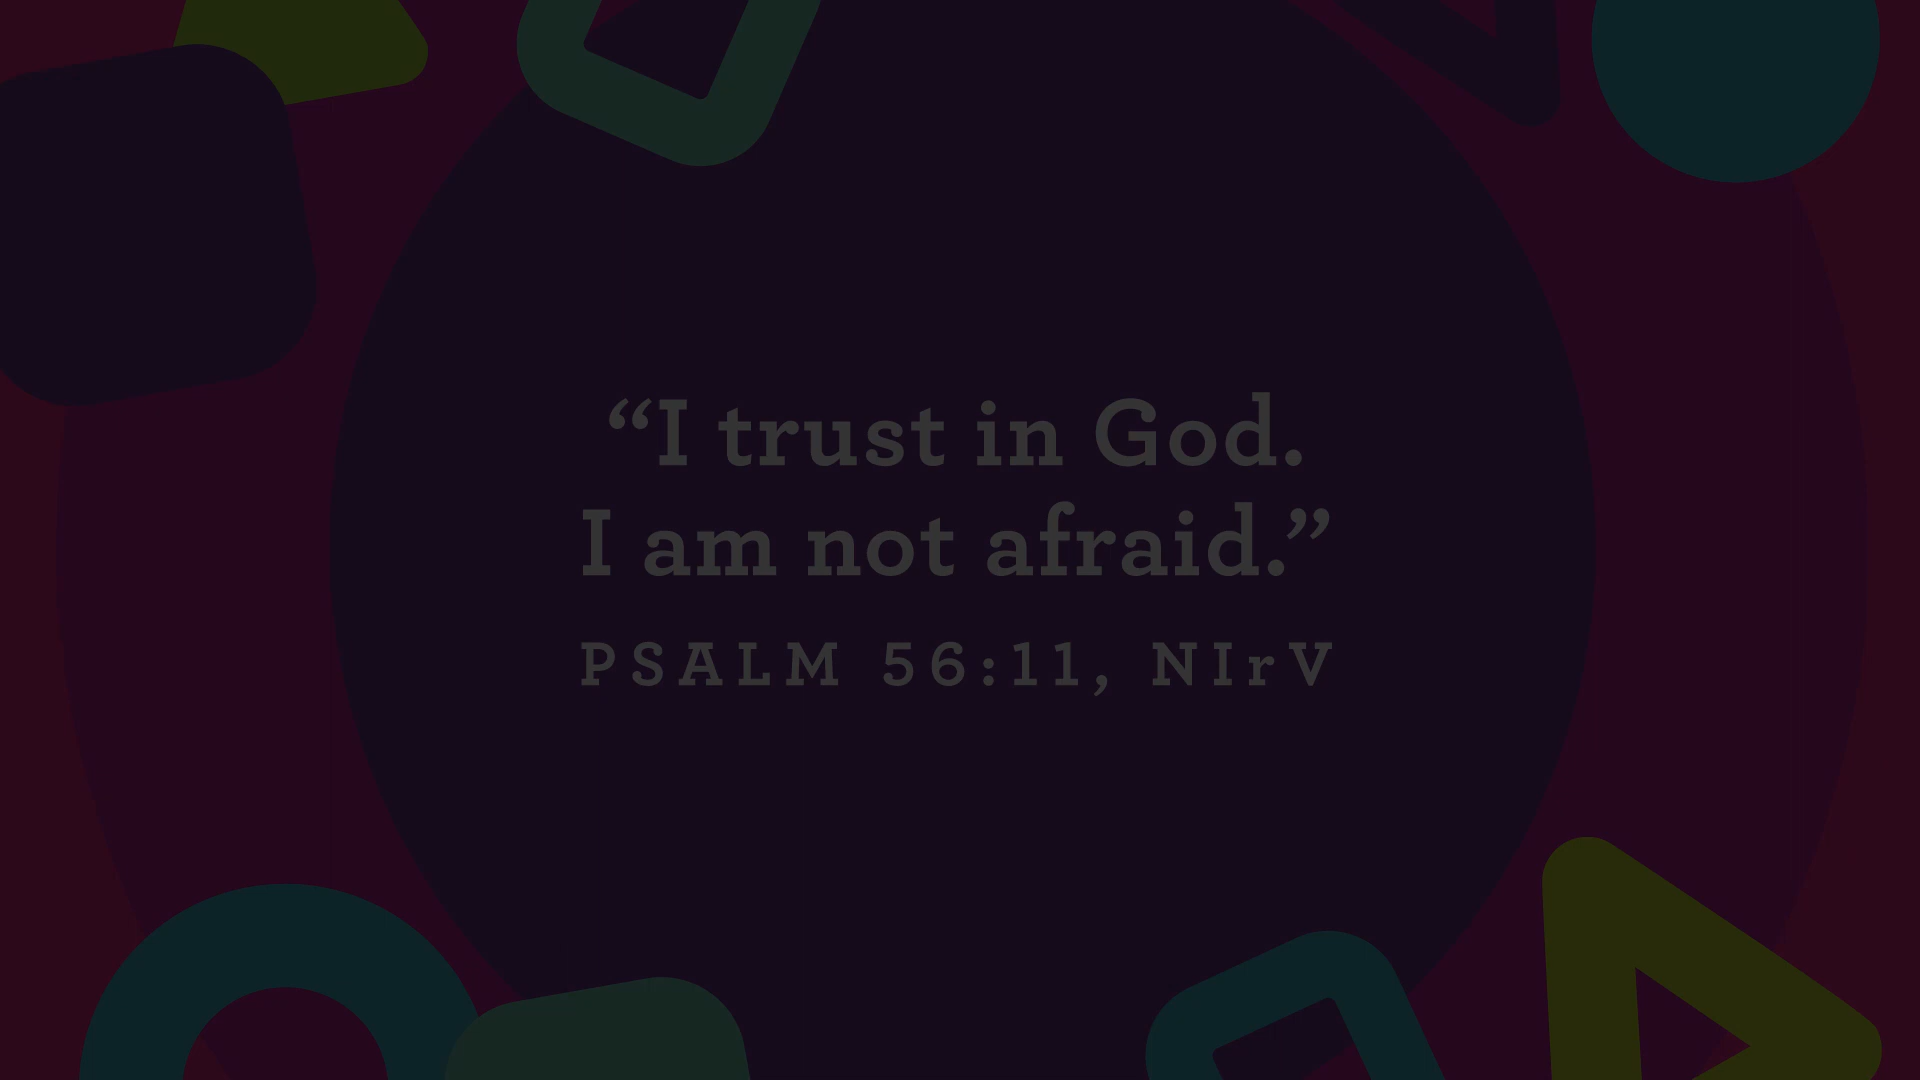 “I trust in God.
I am not afraid.”
PSALM 56:11, NIrV